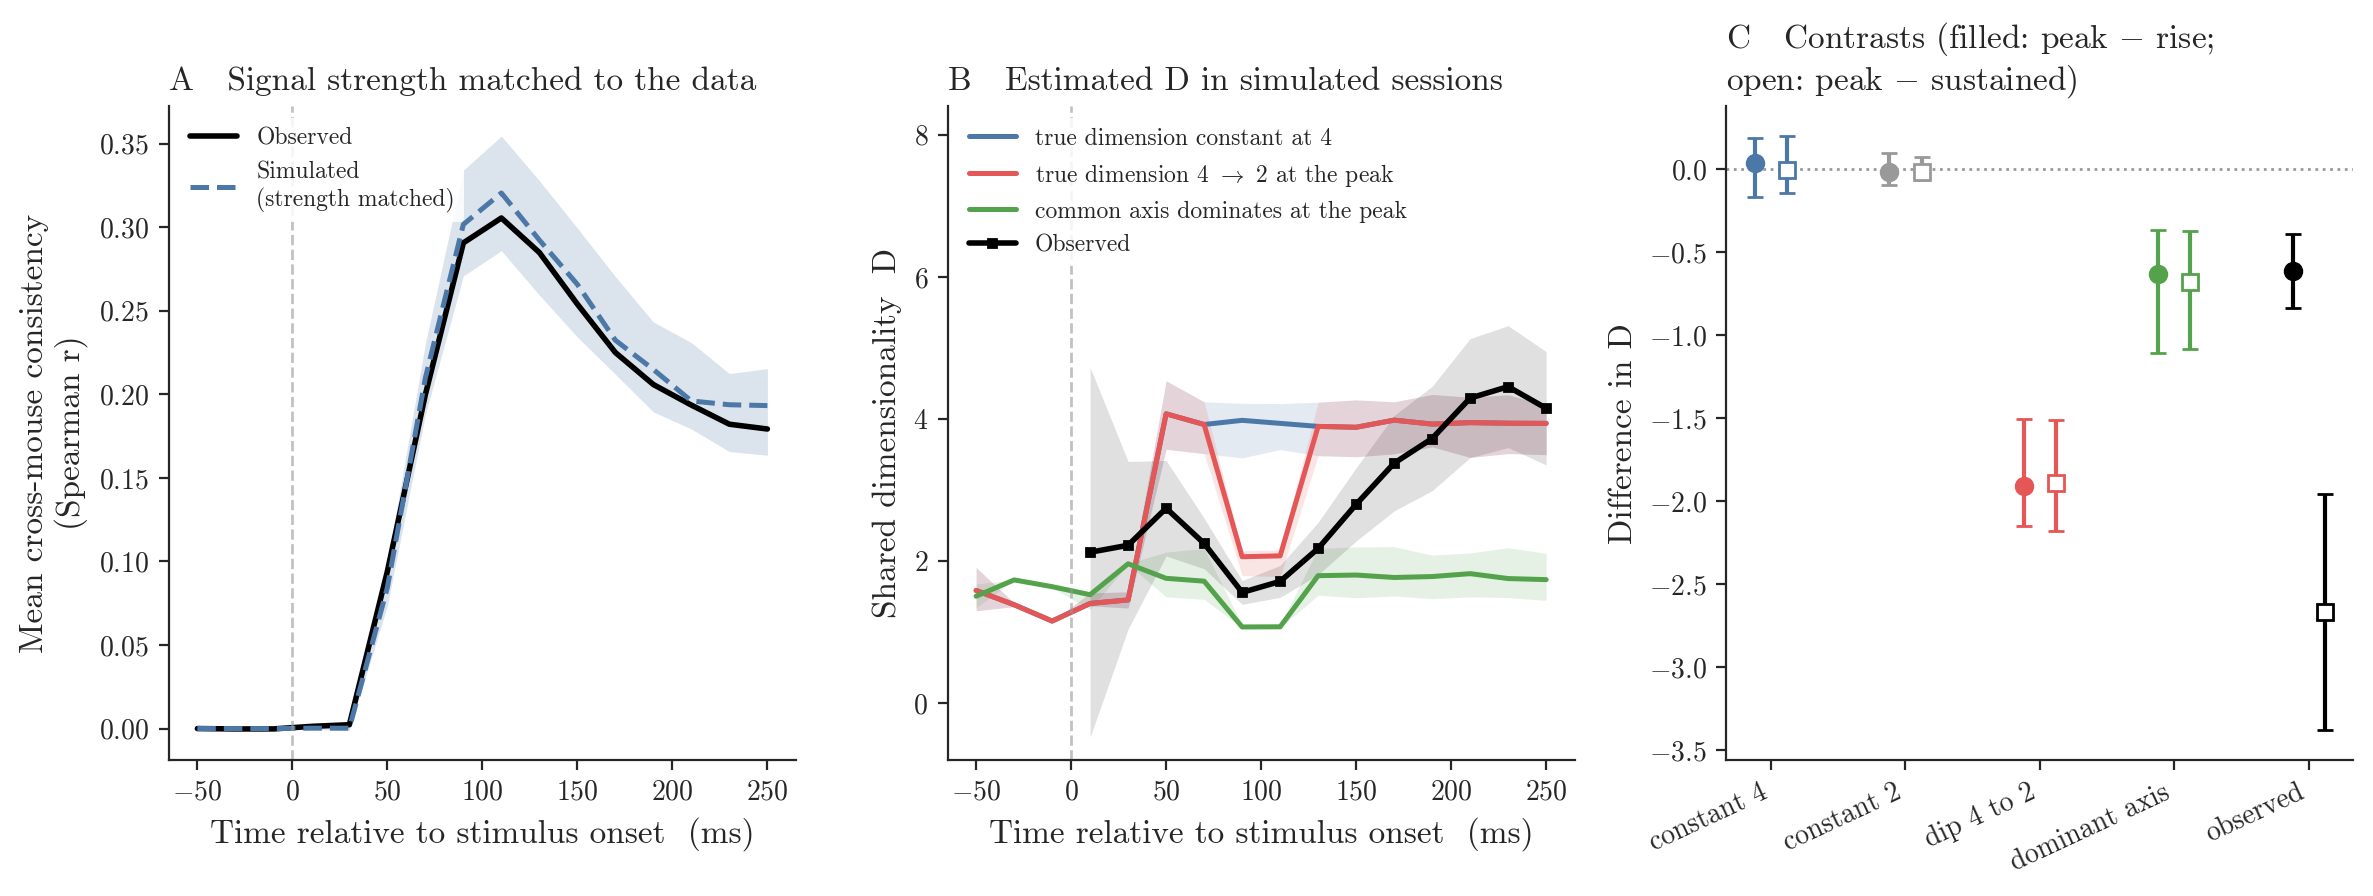 A Signal strength matched to the data
Observed
Simulated
(strength matched)
Mean cross-mouse consistency
(Spearman r)
0.35
0.30
0.25
0.20
0.15
0.10
0.05
0.00
−50 0 50 100 150 200 250
Time relative to stimulus onset (ms)
B Estimated D in simulated sessions
true dimension constant at 4
true dimension 4 → 2 at the peak
common axis dominates at the peak
Observed
Shared dimensionality D
8
6
4
2
0
−50 0 50 100 150 200 250
Time relative to stimulus onset (ms)
C Contrasts (filled: peak − rise;
open: peak − sustained)
Difference in D
0.0
−0.5
−1.0
−1.5
−2.0
−2.5
−3.0
−3.5
constant 4
constant 2
dip 4 to 2
dominant axis
observed